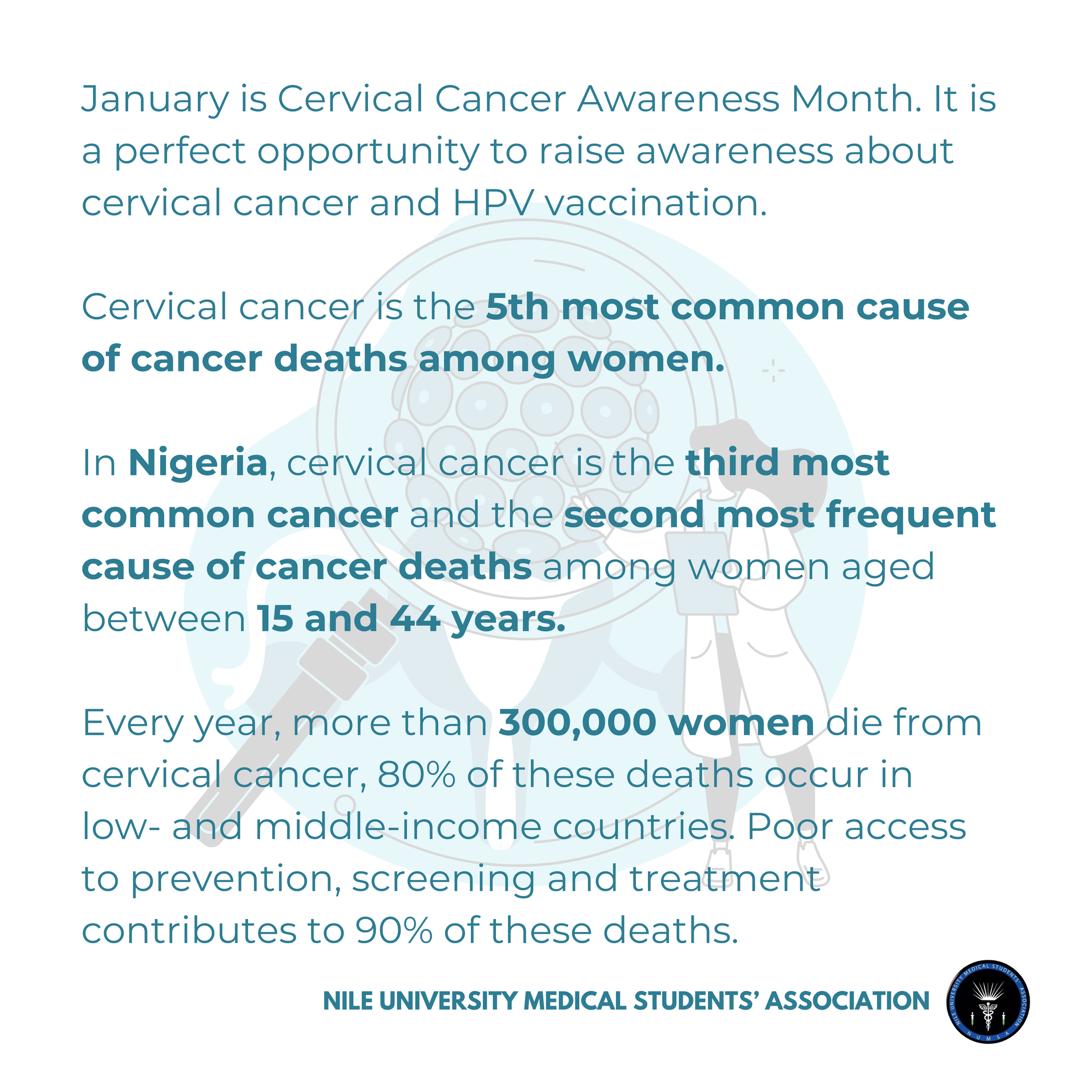 January is Cervical Cancer Awareness Month. It is
a perfect opportunity to raise awareness about
cervical cancer and HPV vaccination.
Cervical cancer is the 5th most common cause
of cancer deaths among women.
In Nigeria, cervical cancer is the third most
common cancer and the second most frequent
cause of cancer deaths among women aged
between 15 and 44 years.
Every year, more than 300,000 women die from
cervical cancer, 80% of these deaths occur in
low- and middle-income countries. Poor access
to prevention, screening and treatment
contributes to 90% of these deaths.
NILE UNIVERSITY MEDICAL STUDENTS’ ASSOCIATION
NILE UNIVERSITY MEDICAL STUDENTS' ASSOCIATION
N U M S A